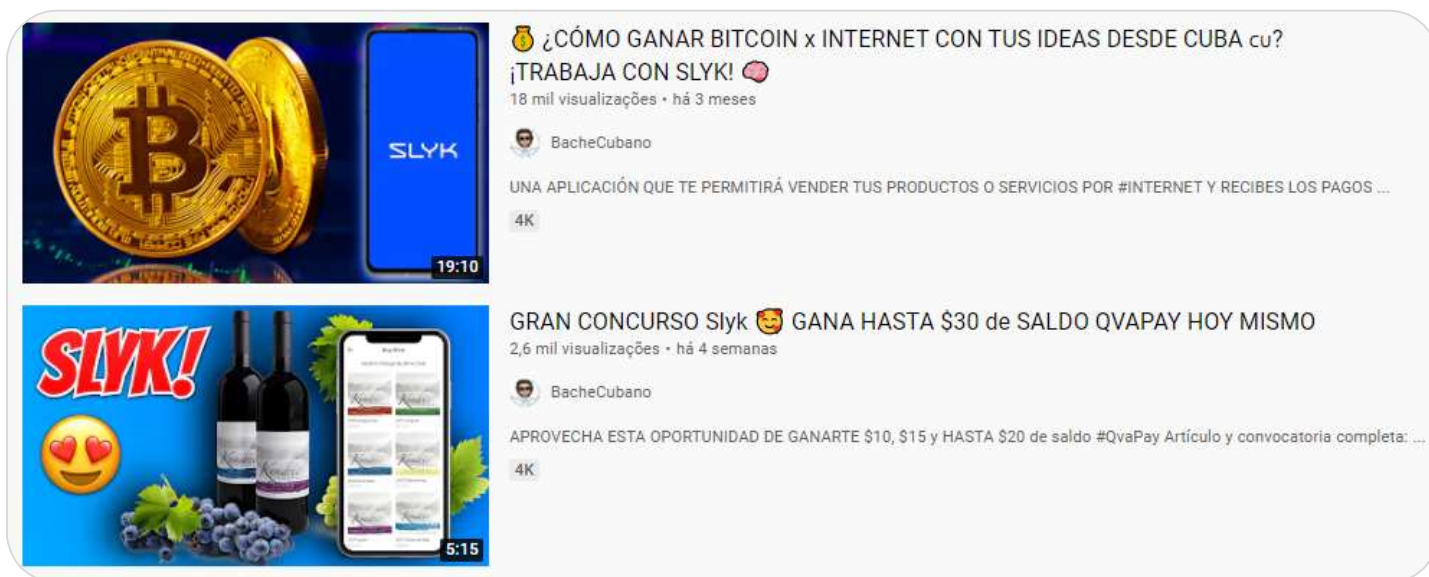 SLYK
19:10
💰 ¿CÓMO GANAR BITCOIN x INTERNET CON TUS IDEAS DESDE CUBA cu?
¡TRABAJA CON SLYK! 🧠
18 mil visualizações • há 3 meses
BacheCubano
UNA APLICACIÓN QUE TE PERMITIRÁ VENDER TUS PRODUCTOS O SERVICIOS POR #INTERNET Y RECIBES LOS PAGOS ...
4K
SLYK!
5:15
GRAN CONCURSO Slyk 🥰 GANA HASTA $30 de SALDO QVAPAY HOY MISMO
2,6 mil visualizações • há 4 semanas
BacheCubano
APROVECHA ESTA OPORTUNIDAD DE GANARTE $10, $15 y HASTA $20 de saldo #QvaPay Artículo y convocatoria completa: ...
4K